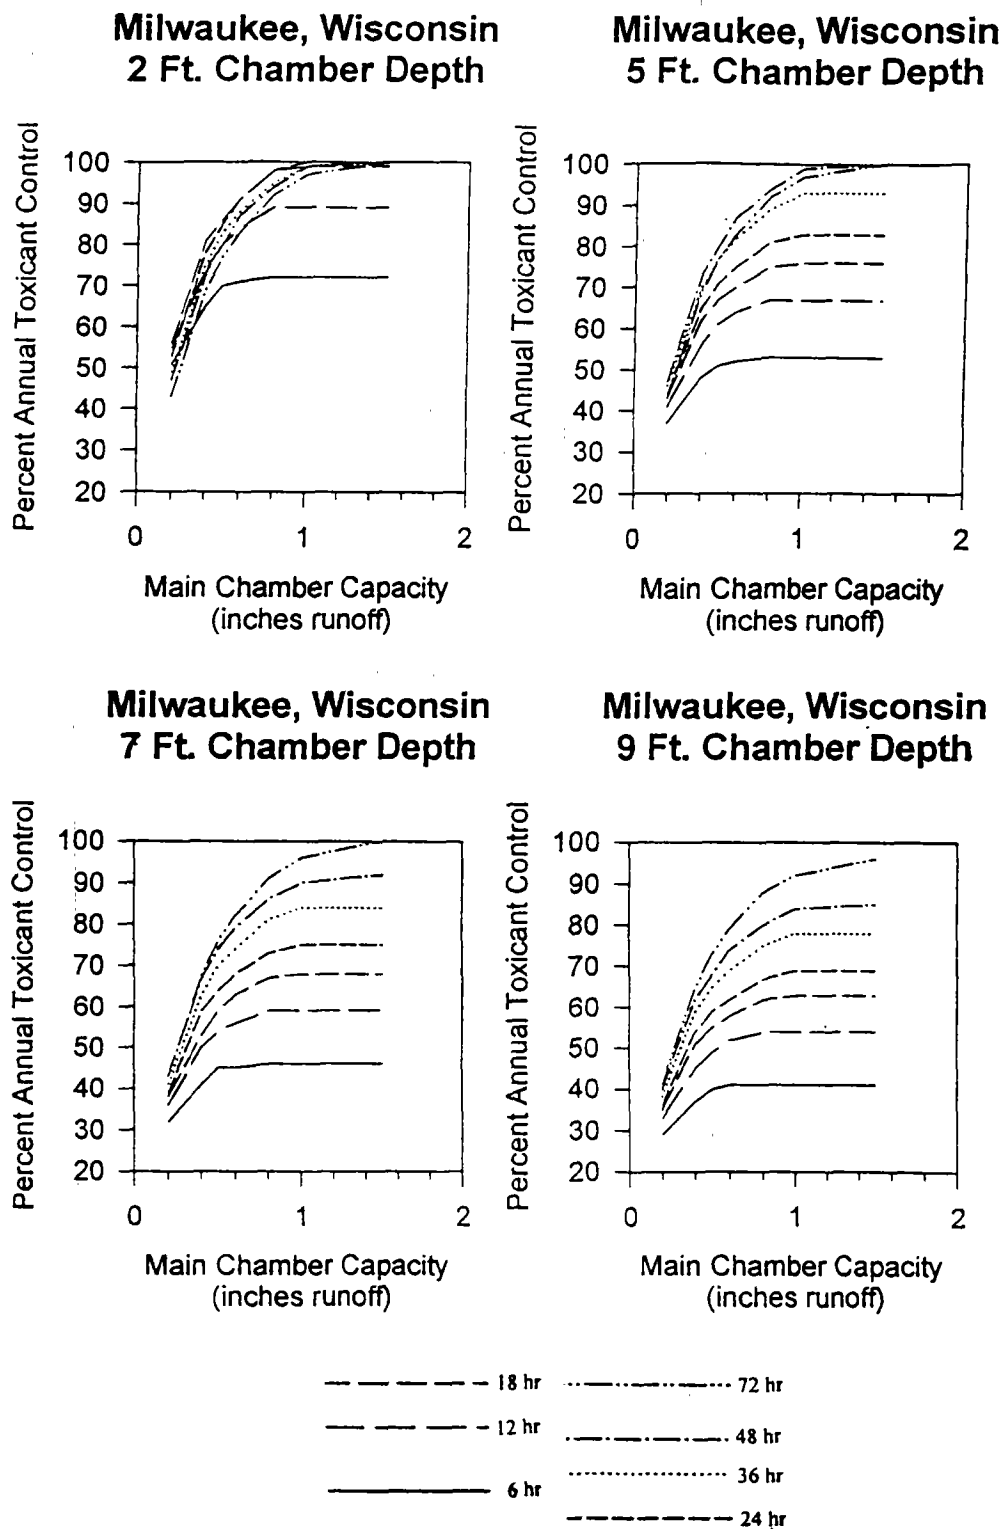 Milwaukee, Wisconsin
2 Ft. Chamber Depth
Percent Annual Toxicant Control
100
90
80
70
60
50
40
30
20
0
1
2
Main Chamber Capacity
(inches runoff)
Milwaukee, Wisconsin
5 Ft. Chamber Depth
Percent Annual Toxicant Control
100
90
80
70
60
50
40
30
20
0
1
2
Main Chamber Capacity
(inches runoff)
Milwaukee, Wisconsin
7 Ft. Chamber Depth
Percent Annual Toxicant Control
100
90
80
70
60
50
40
30
20
0
1
2
Main Chamber Capacity
(inches runoff)
Milwaukee, Wisconsin
9 Ft. Chamber Depth
Percent Annual Toxicant Control
100
90
80
70
60
50
40
30
20
0
1
2
Main Chamber Capacity
(inches runoff)
18 hr
12 hr
6 hr
72 hr
48 hr
36 hr
24 hr